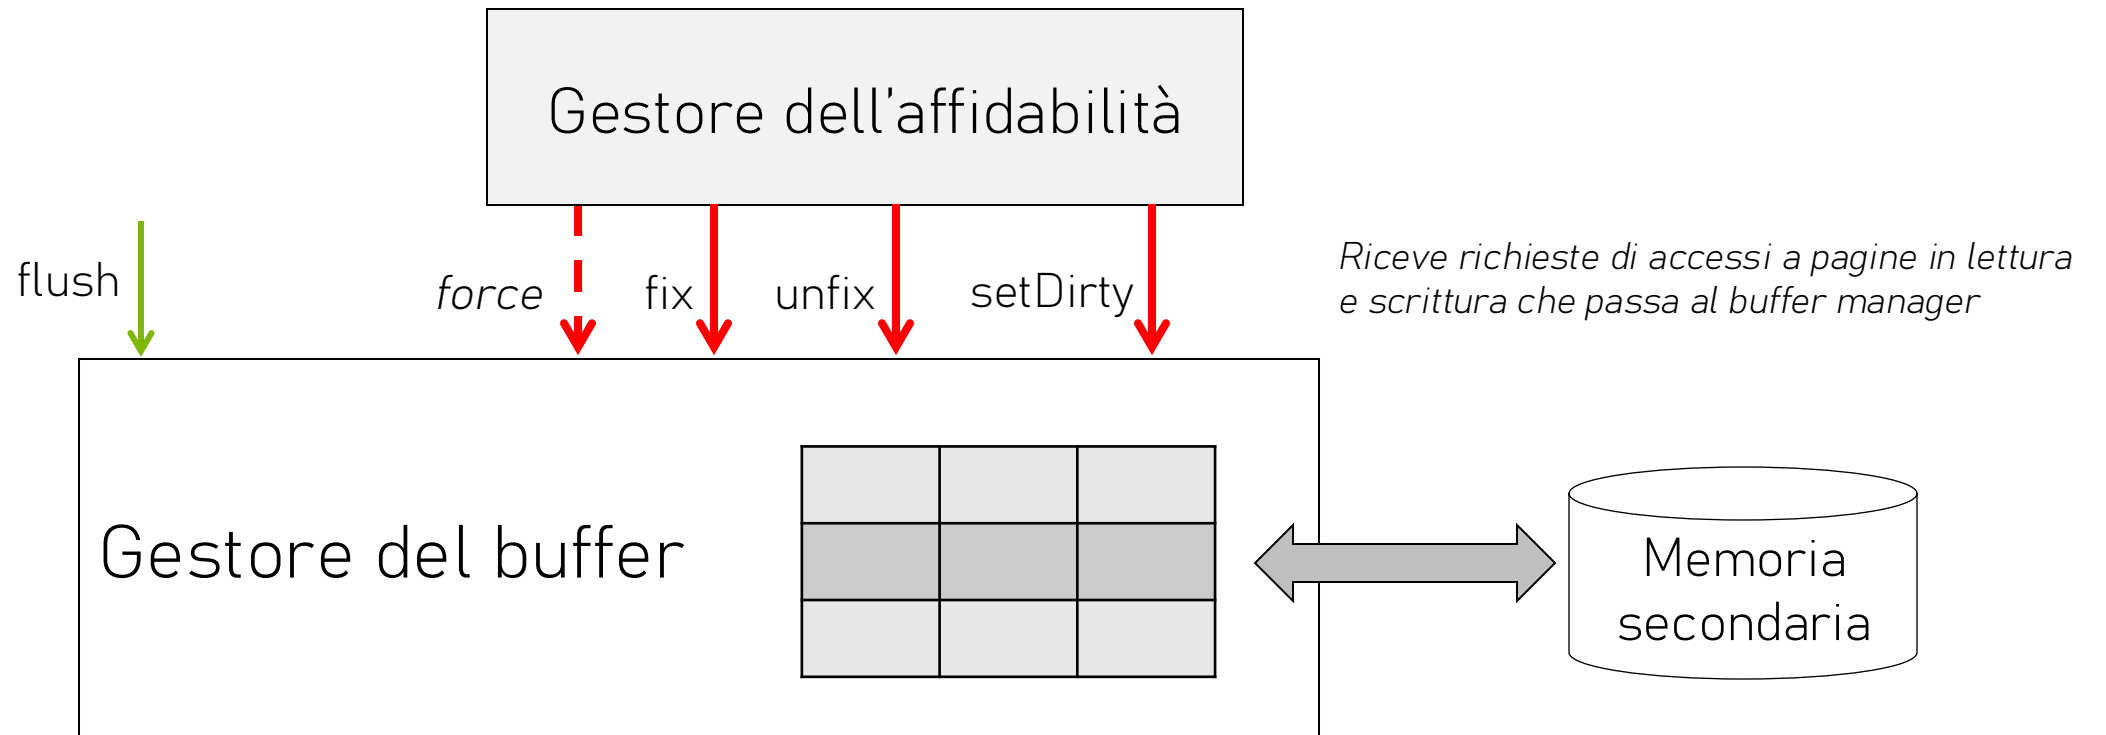 Gestore dell'affidabilità
flush
force
fix
unfix
setDirty
Riceve richieste di accessi a pagine in lettura
e scrittura che passa al buffer manager
Gestore del buffer
Memoria
secondaria